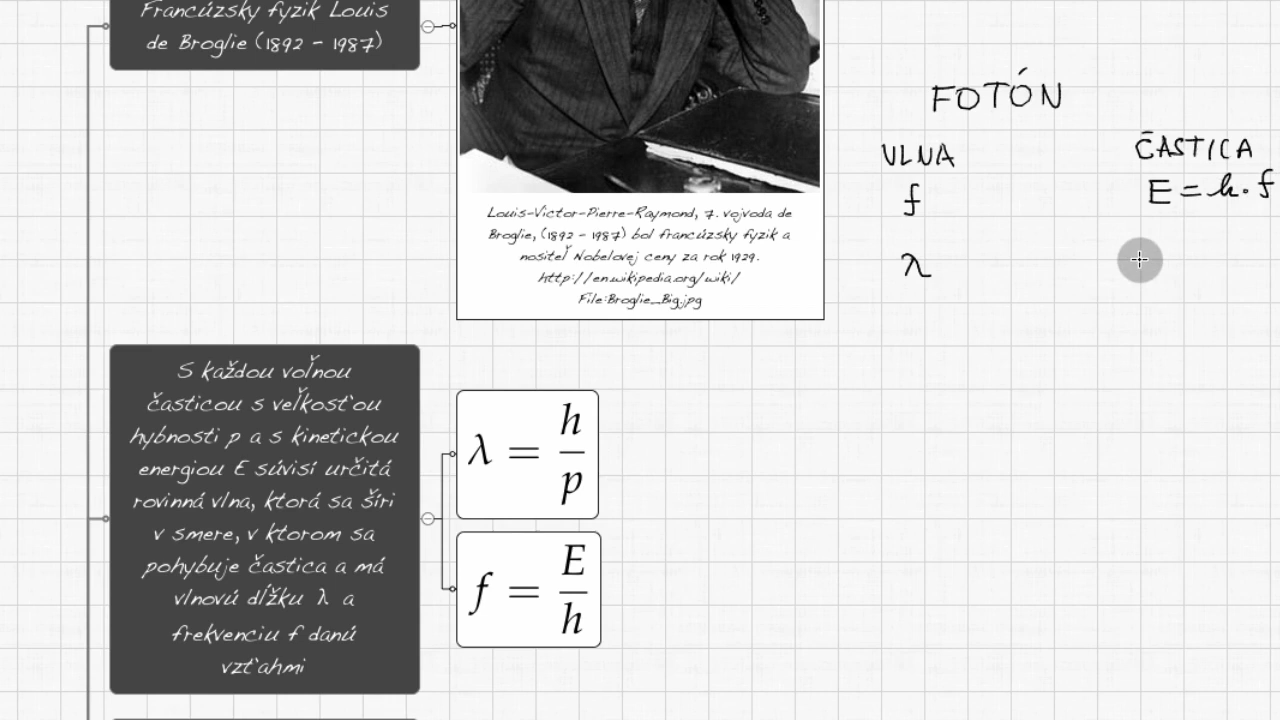 Francúzsky fyzik Louis
de Broglie (1892 - 1987)
Louis-Victor-Pierre-Raymond, 7. vojvoda de
Broglie, (1892 - 1987) bol francúzsky fyzik a
nositeľ Nobelovej ceny za rok 1929.
http://en.wikipedia.org/wiki/
File:Broglie_Big.jpg
FOTÓN
VLNA
ČASTICA
f
E = h . f
λ
S každou voľnou
časticou s veľkosťou
hybnosti p a s kinetickou
energiou E súvisí určitá
rovinná vlna, ktorá sa šíri
v smere, v ktorom sa
pohybuje častica a má
vlnovú dĺžku λ a
frekvenciu f danú
vzťahmi
λ = h/p
f = E/h